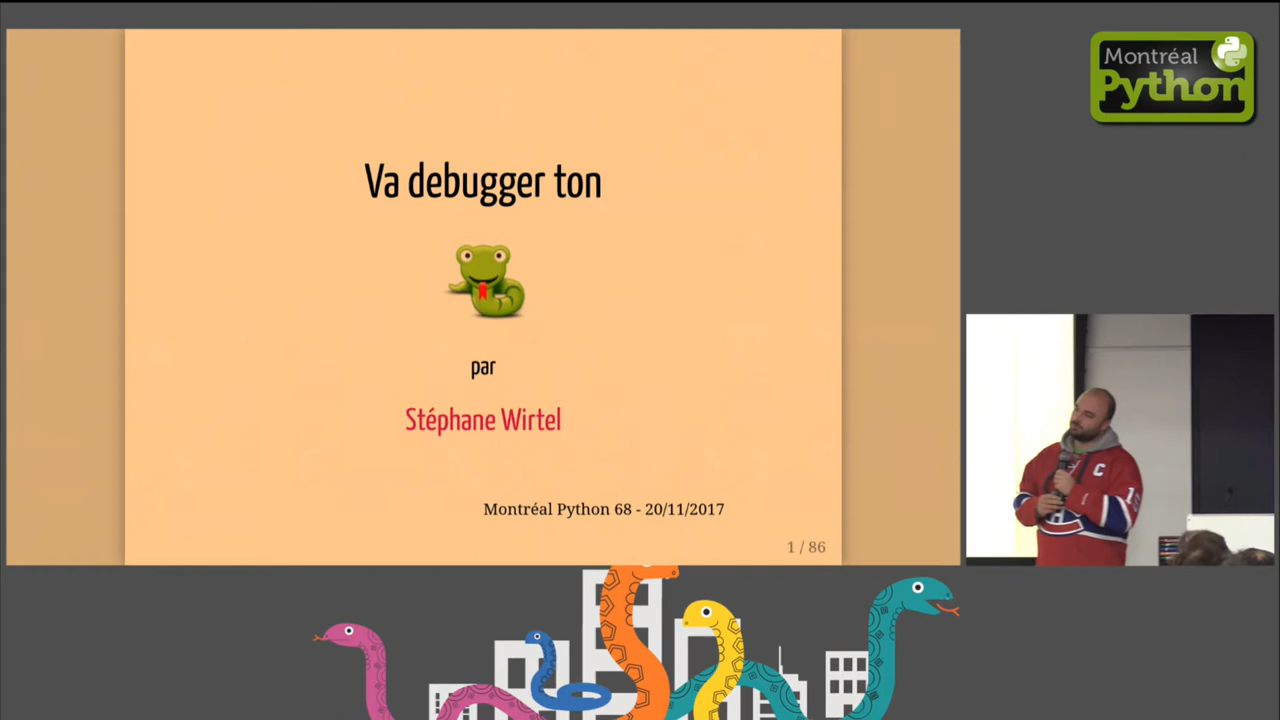 Montréal
Python
Va debugger ton
par
Stéphane Wirtel
Montréal Python 68 - 20/11/2017
1 / 86
C